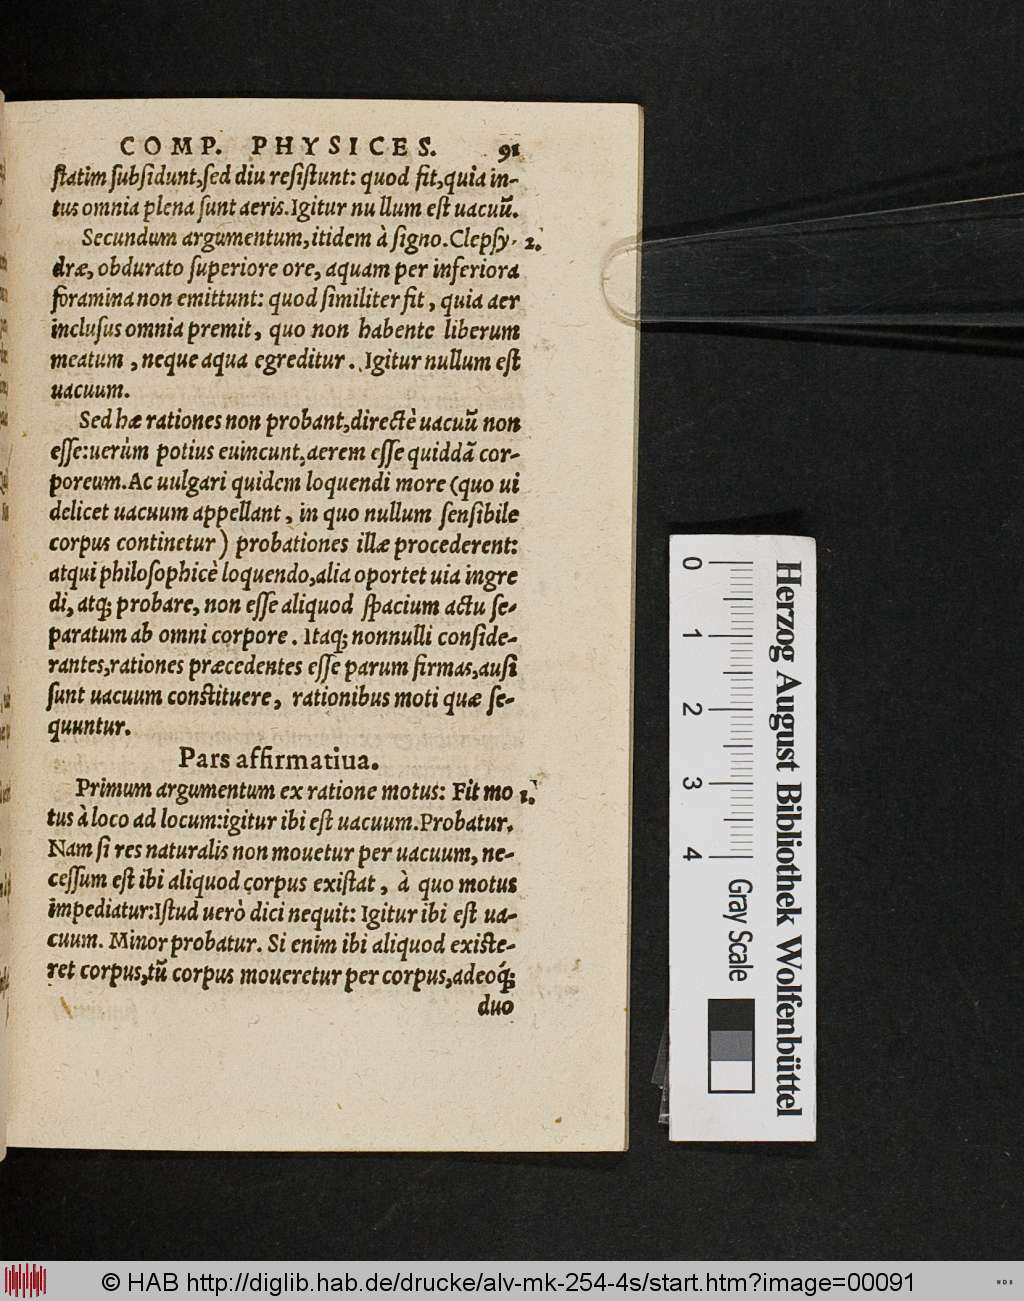 COMP. PHYSICES. 91
ſtatim ſubſidunt,ſed diu reſiſtunt: quod fit,quia in-
tus omnia plena ſunt aeris.Igitur nu llum eſt uacuũ.
Secundum argumentum,itidem à ſigno.Clepſy- 2.
dræ, obdurato ſuperiore ore, aquam per inferiora
foramina non emittunt: quod ſimiliter fit, quia aer
incluſus omnia premit, quo non habente liberum
meatum, neque aqua egreditur. Igitur nullum eſt
uacuum.
Sed hæ rationes non probant,directè uacuũ non
eſſe:uerùm potius euincunt,aerem eſſe quiddã cor-
poreum.Ac uulgari quidem loquendi more (quo ui
delicet uacuum appellant, in quo nullum ſenſibile
corpus continetur) probationes illæ procederent:
atqui philoſophicè loquendo,alia oportet uia ingre
di, atq; probare, non eſſe aliquod ſpacium actu ſe-
paratum ab omni corpore. Itaq; nonnulli conſide-
rantes,rationes præcedentes eſſe parum firmas,auſi
ſunt uacuum conſtituere, rationibus moti quæ ſe-
quuntur.
Pars affirmatiua.
Primum argumentum ex ratione motus: Fit mo 1.
tus à loco ad locum:igitur ibi eſt uacuum.Probatur.
Nam ſi res naturalis non mouetur per uacuum, ne-
ceſſum eſt ibi aliquod corpus exiſtat, à quo motus
impediatur:Iſtud uerò dici nequit: Igitur ibi eſt ua-
cuum. Minor probatur. Si enim ibi aliquod exiſte-
ret corpus,tũ corpus moueretur per corpus,adeoq́;
duo
Herzog August Bibliothek Wolfenbüttel
0 1 2 3 4 Gray Scale
© HAB http://diglib.hab.de/drucke/alv-mk-254-4s/start.htm?image=00091
WDB